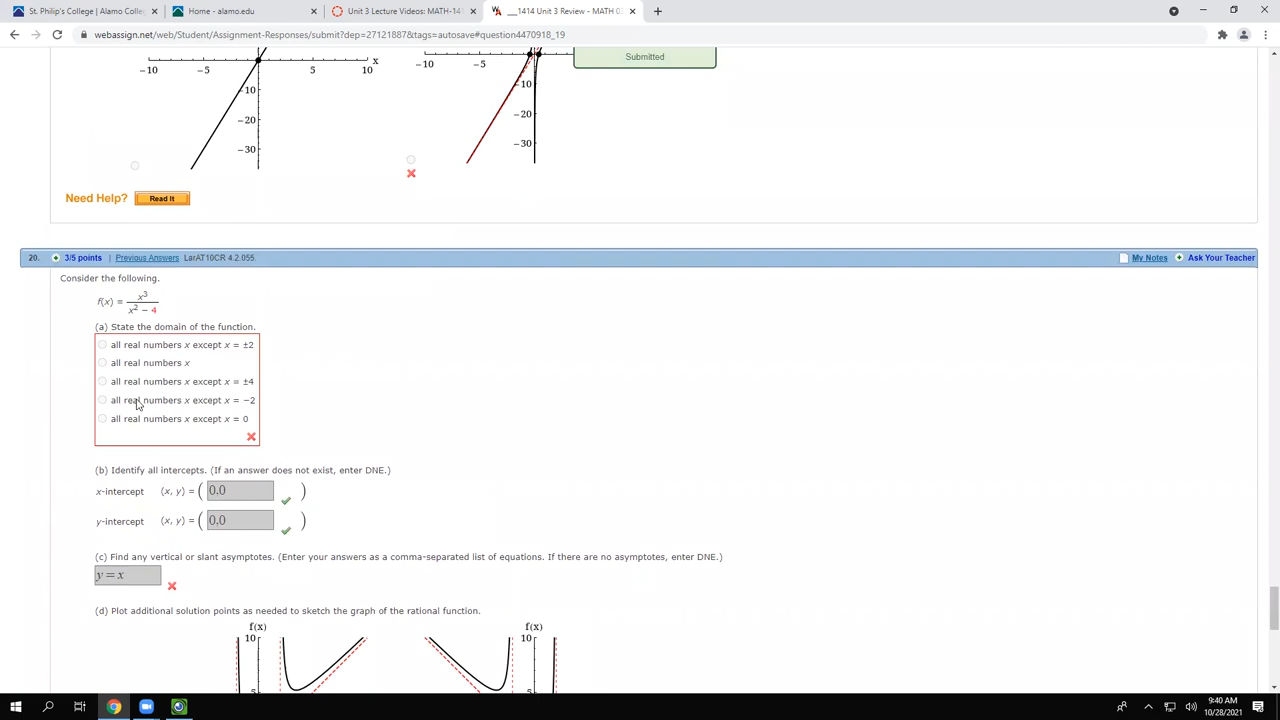 St. Philip's College | Alamo Colle
Home - alamo.edu
Unit 3 Lecture Videos: MATH-141
__1414 Unit 3 Review - MATH 03
webassign.net/web/Student/Assignment-Responses/submit?dep=27121887&tags=autosave#question4470918_19
Submitted
x
−10 −5 5 10
−10 −5
−10
−20
−30
−10
−20
−30
Need Help? Read It
20. 3/5 points | Previous Answers LarAT10CR 4.2.055. My Notes Ask Your Teacher
Consider the following.
f(x) = x³ / x² − 4
(a) State the domain of the function.
all real numbers x except x = ±2
all real numbers x
all real numbers x except x = ±4
all real numbers x except x = −2
all real numbers x except x = 0
(b) Identify all intercepts. (If an answer does not exist, enter DNE.)
x-intercept (x, y) = ( 0.0 )
y-intercept (x, y) = ( 0.0 )
(c) Find any vertical or slant asymptotes. (Enter your answers as a comma-separated list of equations. If there are no asymptotes, enter DNE.)
y = x
(d) Plot additional solution points as needed to sketch the graph of the rational function.
f(x) f(x)
10 10
5 5
9:40 AM
10/28/2021